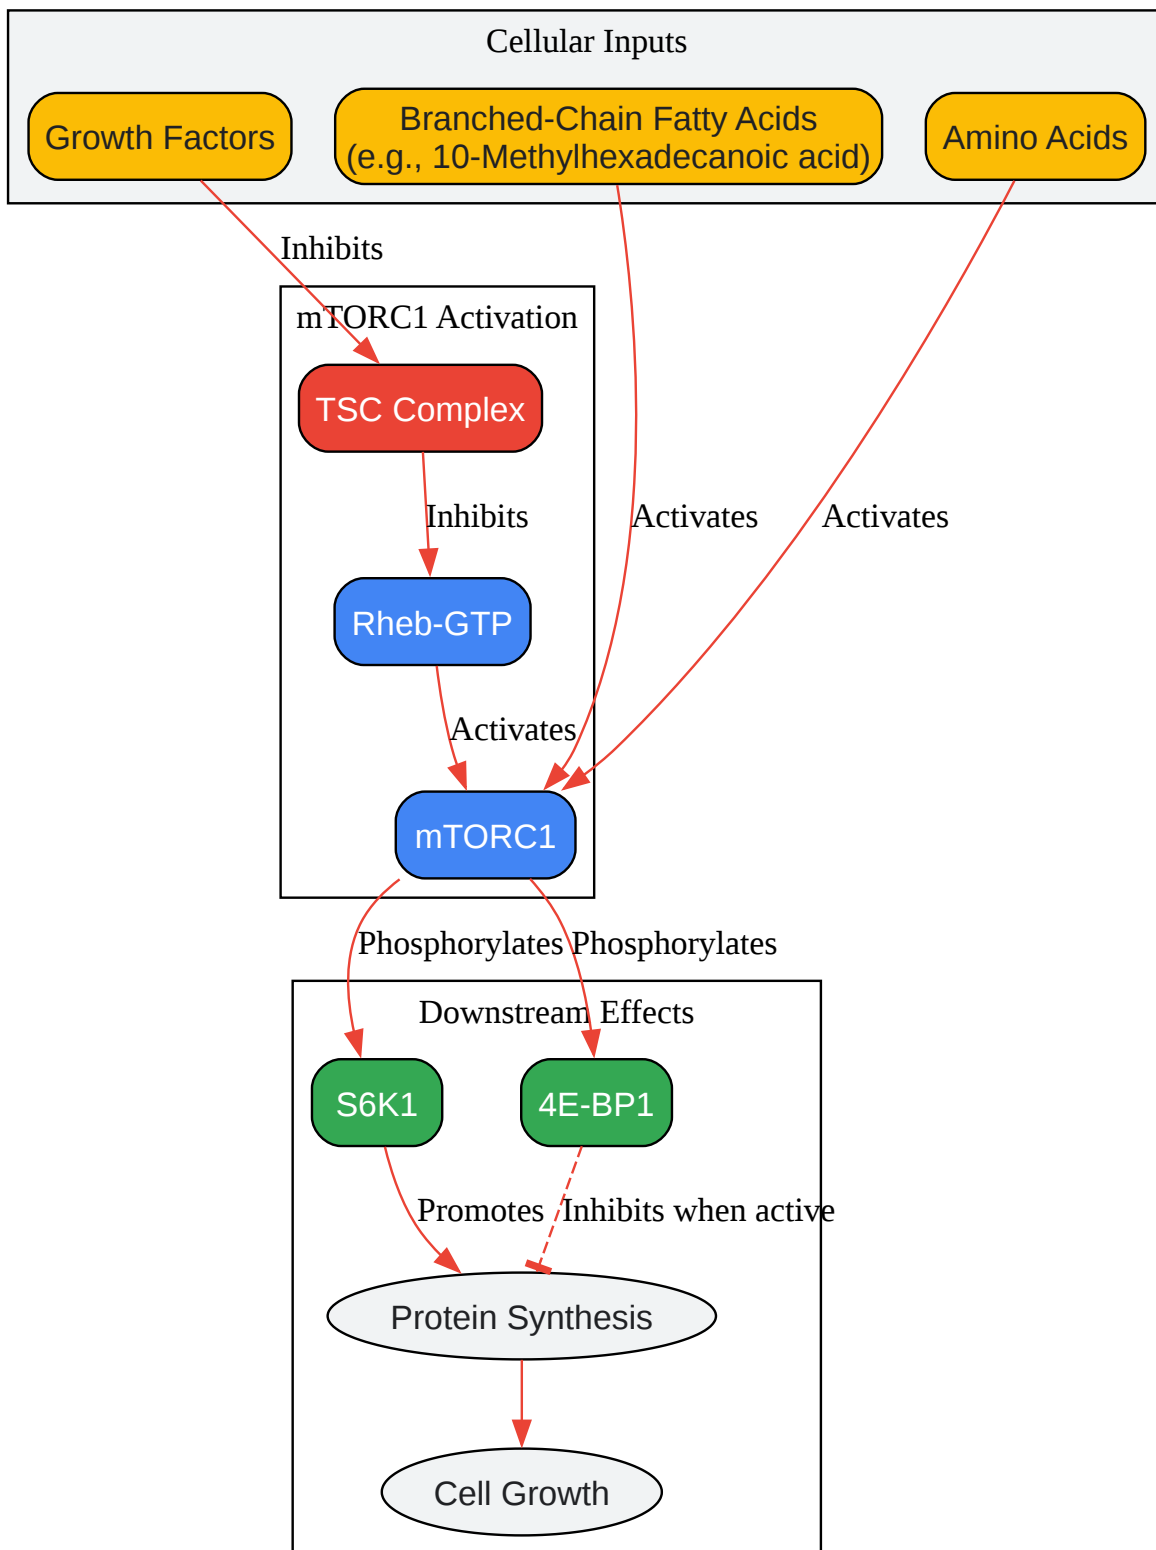 Cellular Inputs
Growth Factors
Branched-Chain Fatty Acids
(e.g., 10-Methylhexadecanoic acid)
Amino Acids
Inhibits
mTORC1 Activation
TSC Complex
Inhibits
Activates
Activates
Rheb-GTP
Activates
mTORC1
Phosphorylates
Phosphorylates
Downstream Effects
S6K1
4E-BP1
Promotes
Inhibits when active
Protein Synthesis
Cell Growth